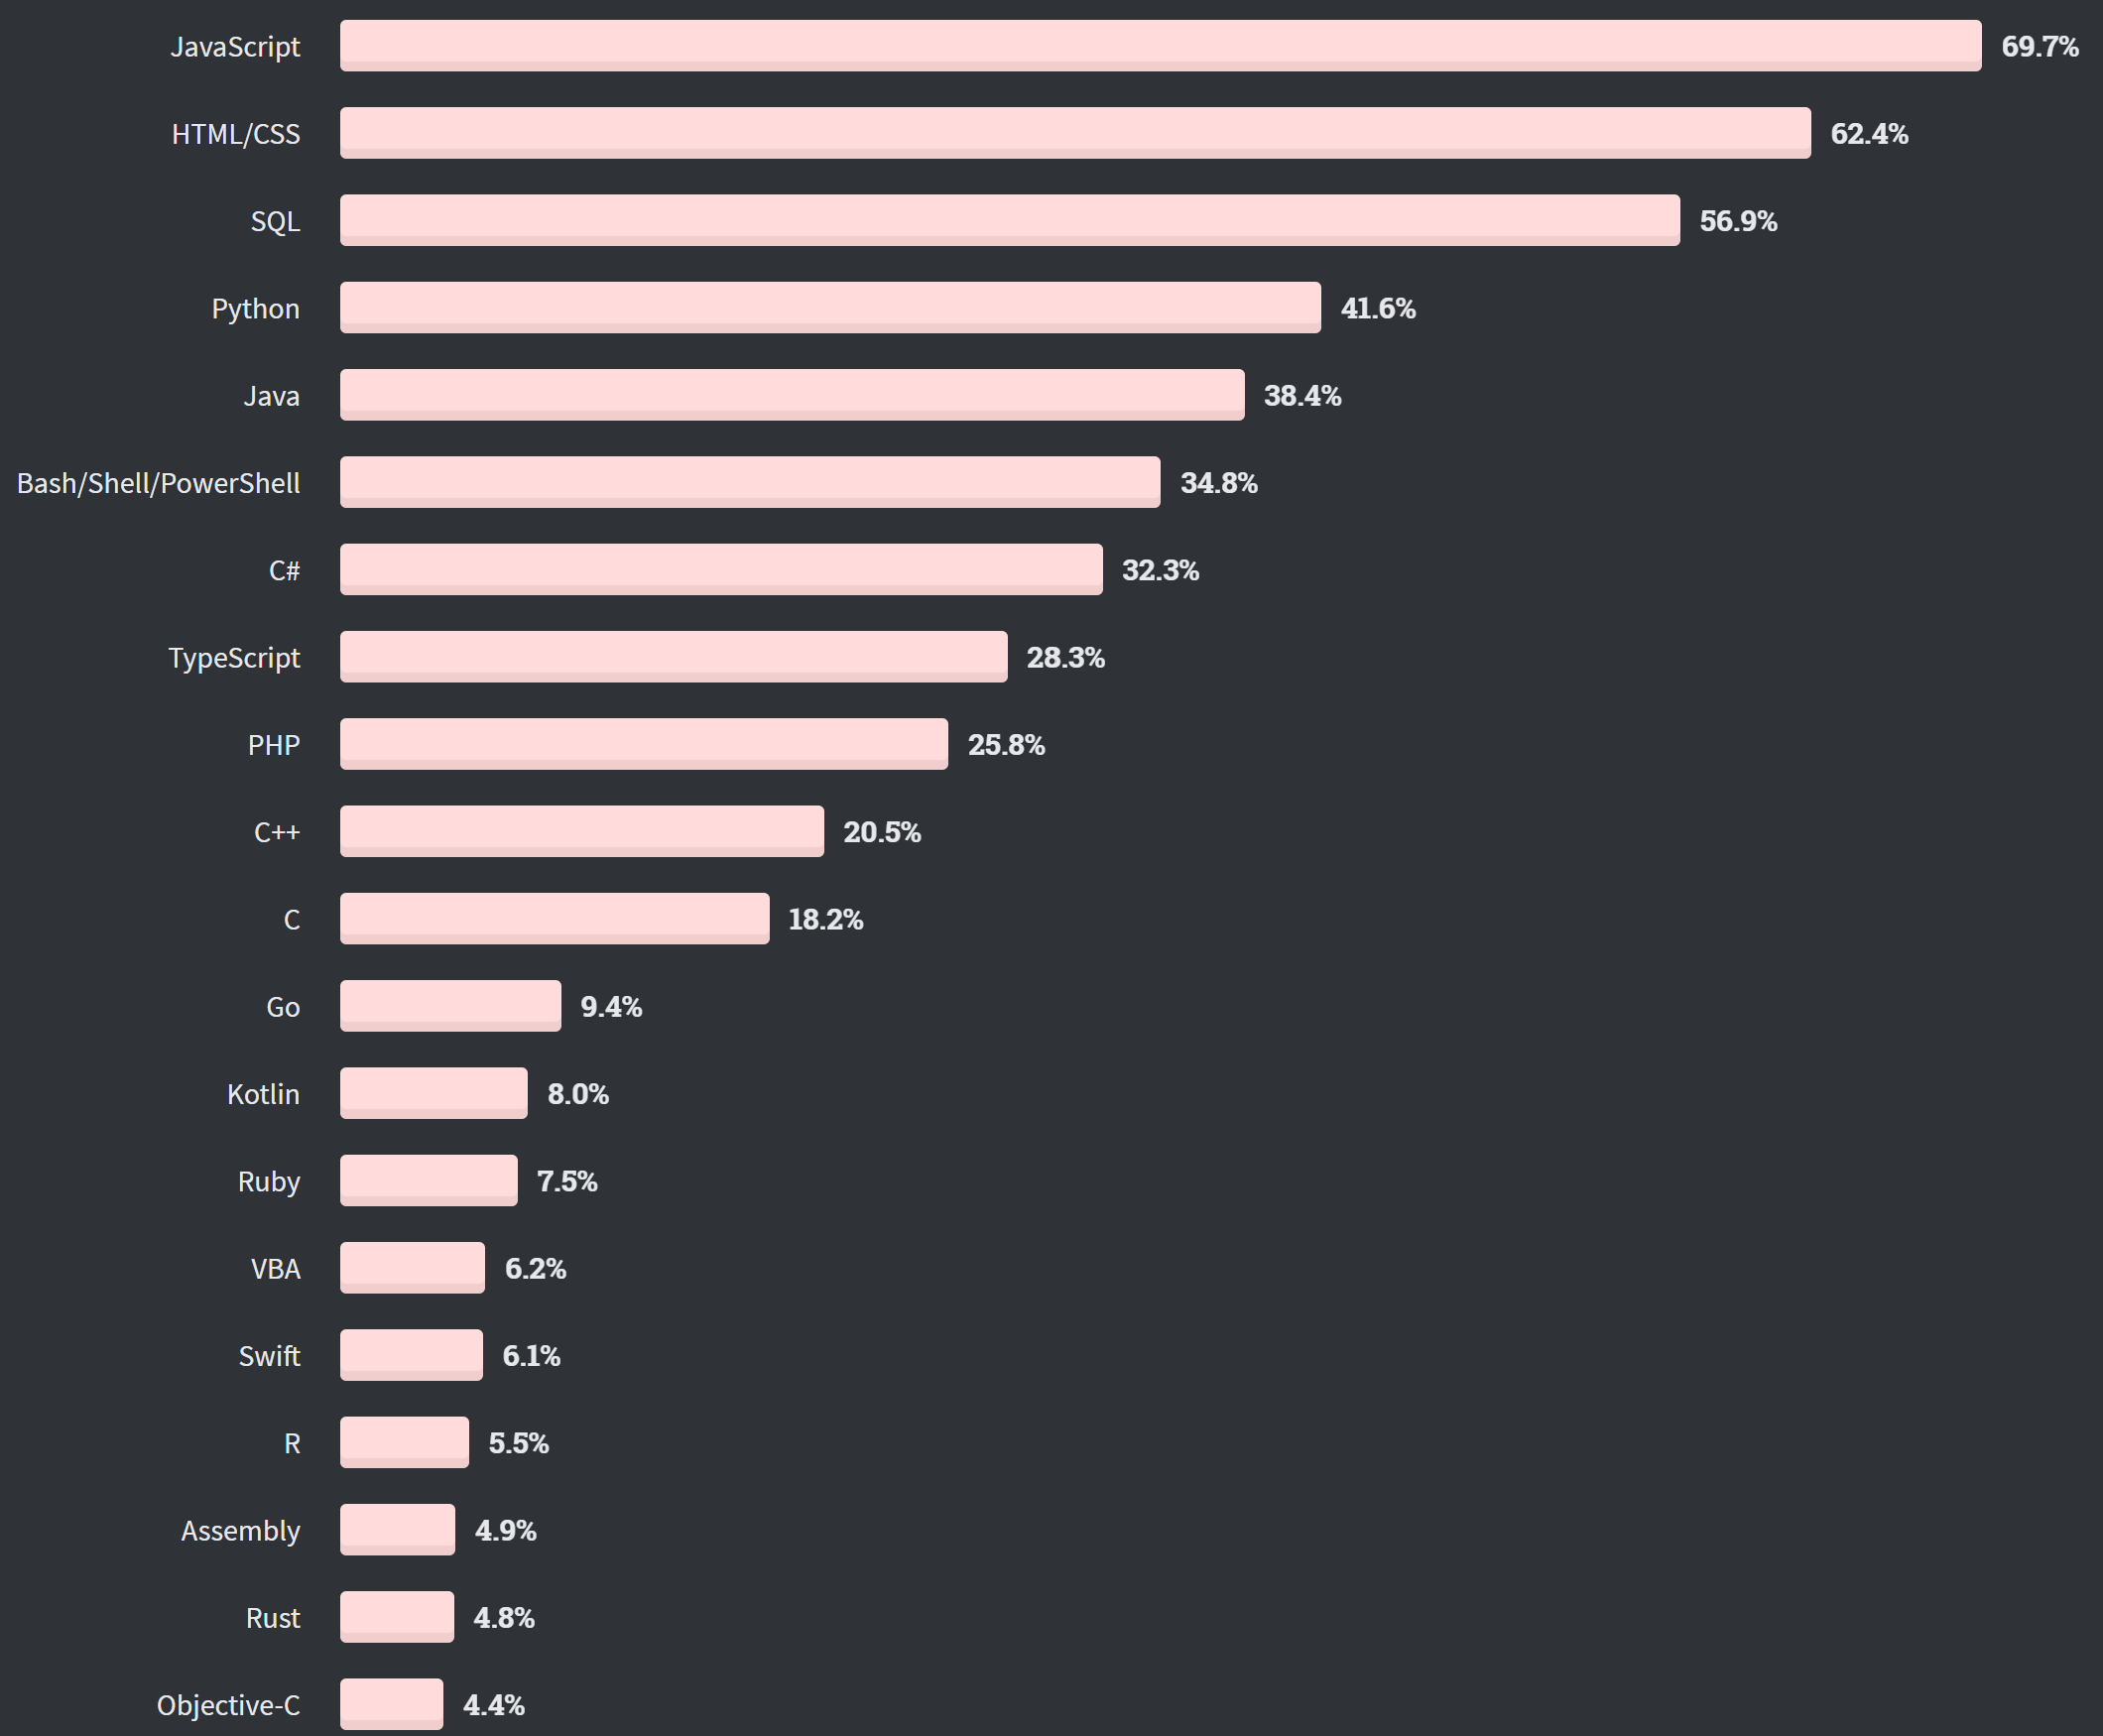 JavaScript 69.7%
HTML/CSS 62.4%
SQL 56.9%
Python 41.6%
Java 38.4%
Bash/Shell/PowerShell 34.8%
C# 32.3%
TypeScript 28.3%
PHP 25.8%
C++ 20.5%
C 18.2%
Go 9.4%
Kotlin 8.0%
Ruby 7.5%
VBA 6.2%
Swift 6.1%
R 5.5%
Assembly 4.9%
Rust 4.8%
Objective-C 4.4%